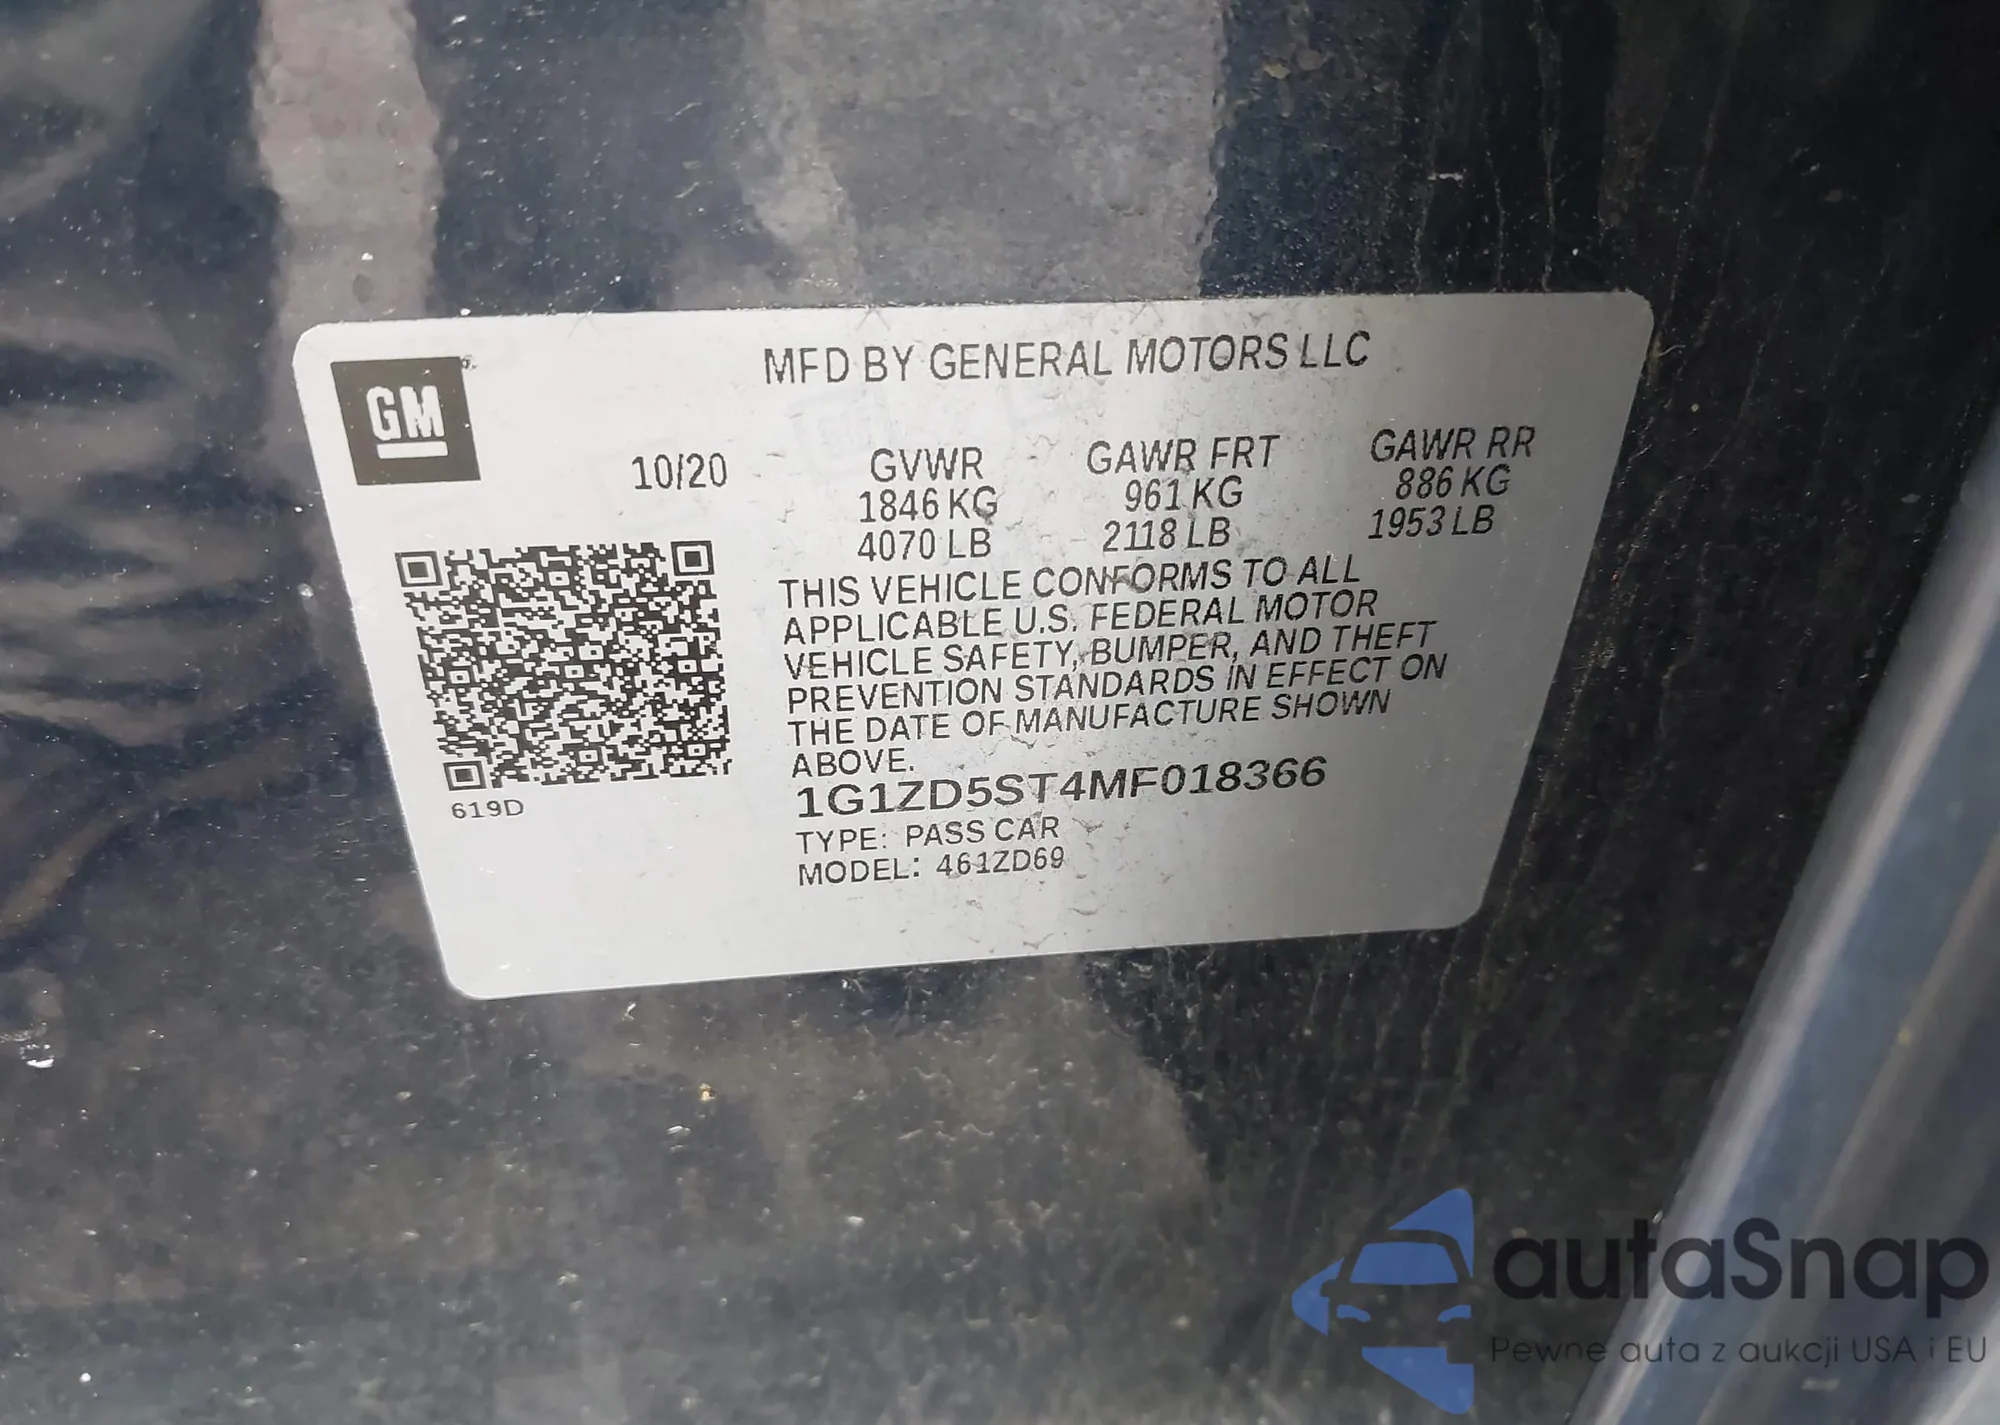 GM
MFD BY GENERAL MOTORS LLC
10/20 GVWR GAWR FRT GAWR RR
1846 KG 961 KG 886 KG
4070 LB 2118 LB 1953 LB
THIS VEHICLE CONFORMS TO ALL
APPLICABLE U.S. FEDERAL MOTOR
VEHICLE SAFETY, BUMPER, AND THEFT
PREVENTION STANDARDS IN EFFECT ON
THE DATE OF MANUFACTURE SHOWN
ABOVE.
1G1ZD5ST4MF018366
619D
TYPE: PASS CAR
MODEL: 461ZD69
autaSnap
Pewne auta z aukcji USA i EU